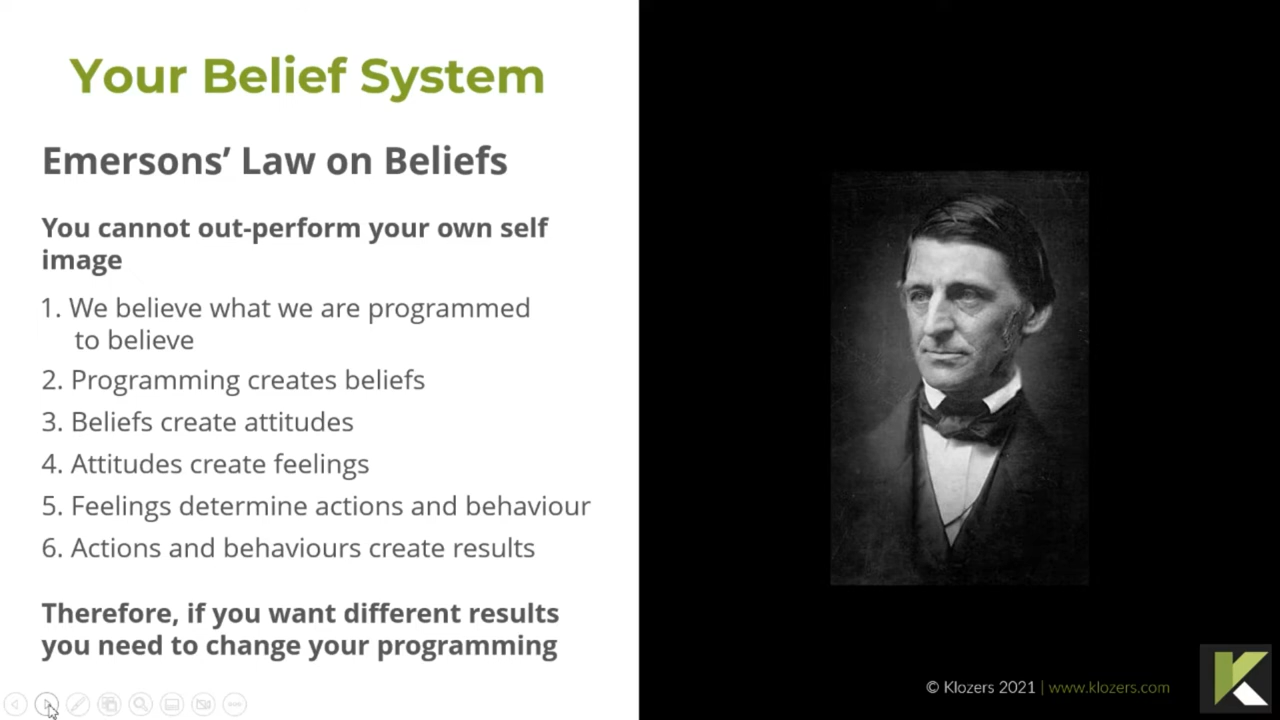 Your Belief System
Emersons’ Law on Beliefs
You cannot out-perform your own self
image
1. We believe what we are programmed
to believe
2. Programming creates beliefs
3. Beliefs create attitudes
4. Attitudes create feelings
5. Feelings determine actions and behaviour
6. Actions and behaviours create results
Therefore, if you want different results
you need to change your programming
© Klozers 2021 | www.klozers.com